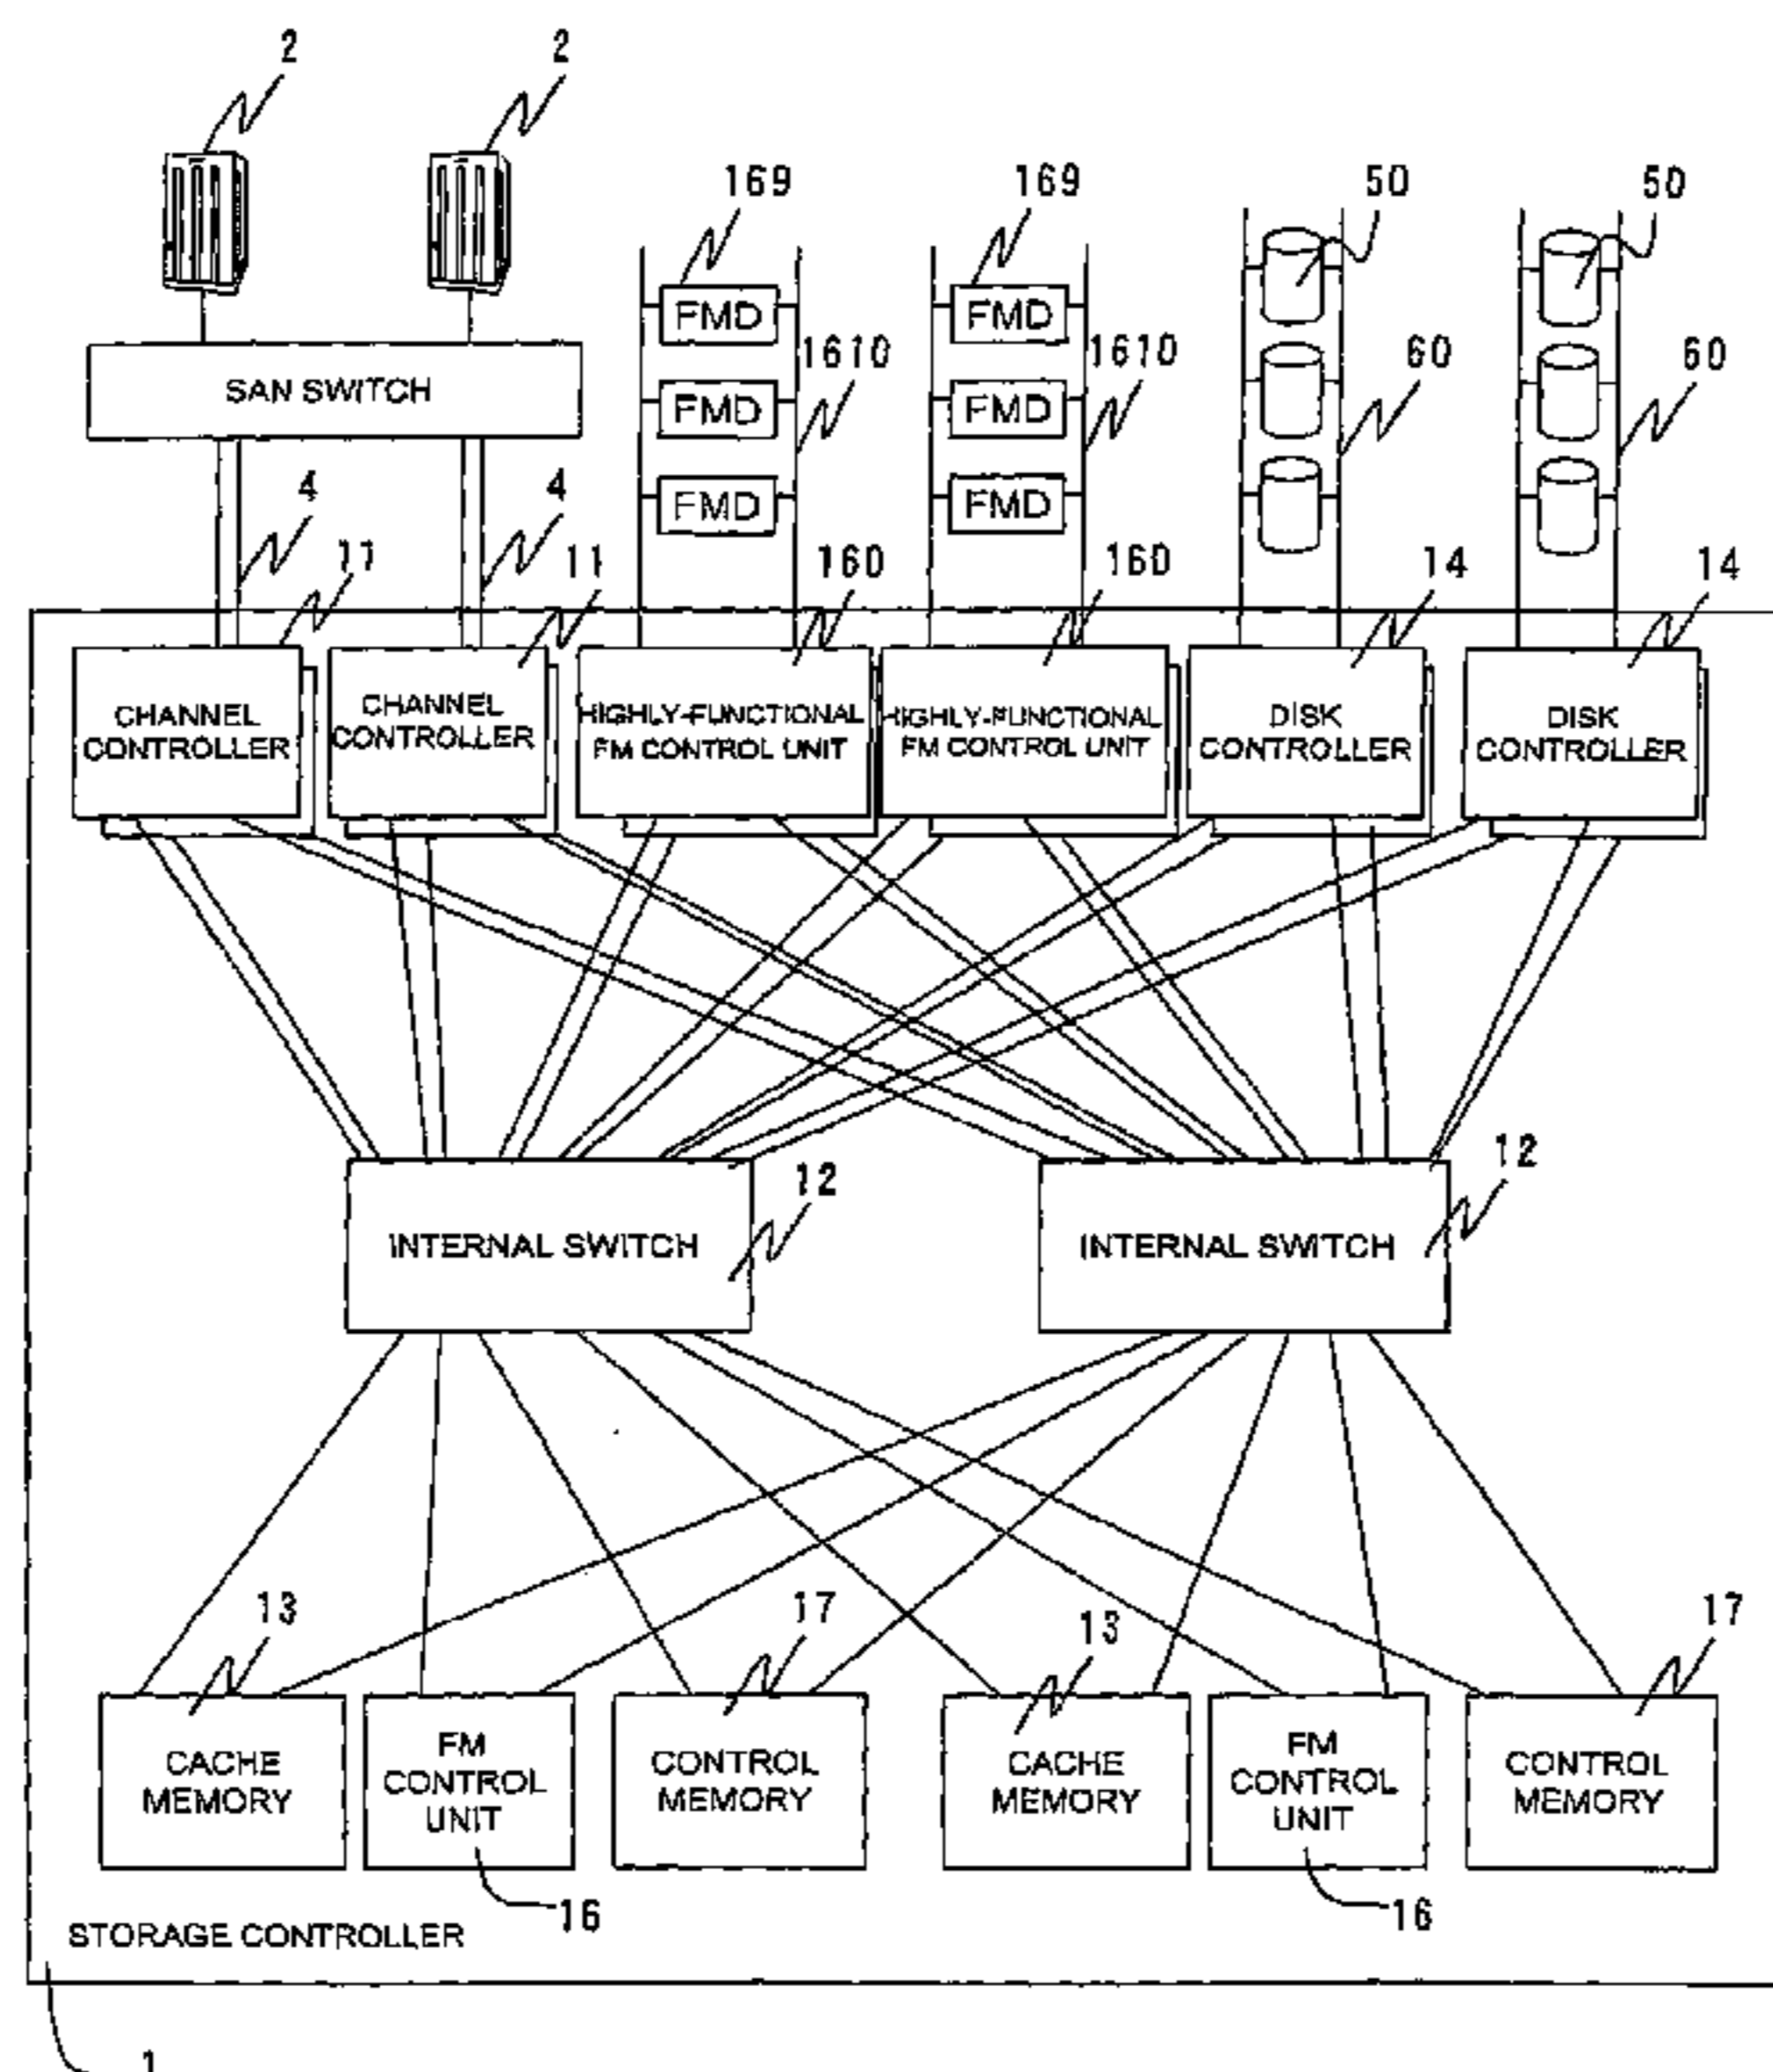 2 2
169 169 50 50
FMD FMD
1610 1610 60 60
SAN SWITCH
FMD FMD
4 4
FMD FMD
11 11 160 160 14 14
CHANNEL CONTROLLER
CHANNEL CONTROLLER
HIGHLY-FUNCTIONAL FM CONTROL UNIT
HIGHLY-FUNCTIONAL FM CONTROL UNIT
DISK CONTROLLER
DISK CONTROLLER
12 12
INTERNAL SWITCH INTERNAL SWITCH
13 17 13 17
CACHE MEMORY
FM CONTROL UNIT
CONTROL MEMORY
CACHE MEMORY
FM CONTROL UNIT
CONTROL MEMORY
16 16
STORAGE CONTROLLER
1